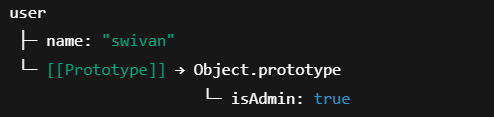 user
├─ name: "swivan"
└─ [[Prototype]] → Object.prototype
└─ isAdmin: true